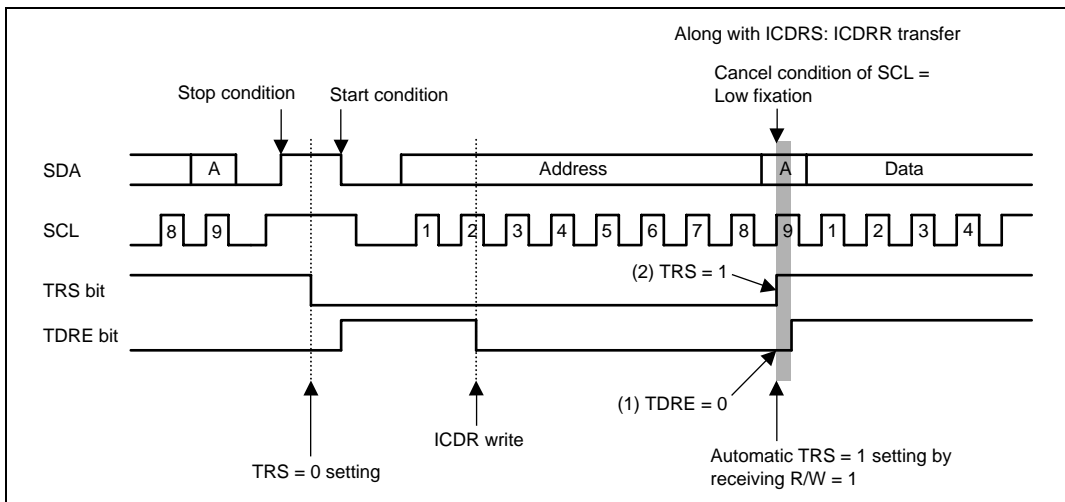 Along with ICDRS: ICDRR transfer
Cancel condition of SCL =
Low fixation
Stop condition
Start condition
SDA
A
Address
A
Data
SCL
8 9 1 2 3 4 5 6 7 8 9 1 2 3 4
(2) TRS = 1
TRS bit
TDRE bit
(1) TDRE = 0
ICDR write
TRS = 0 setting
Automatic TRS = 1 setting by
receiving R/W = 1